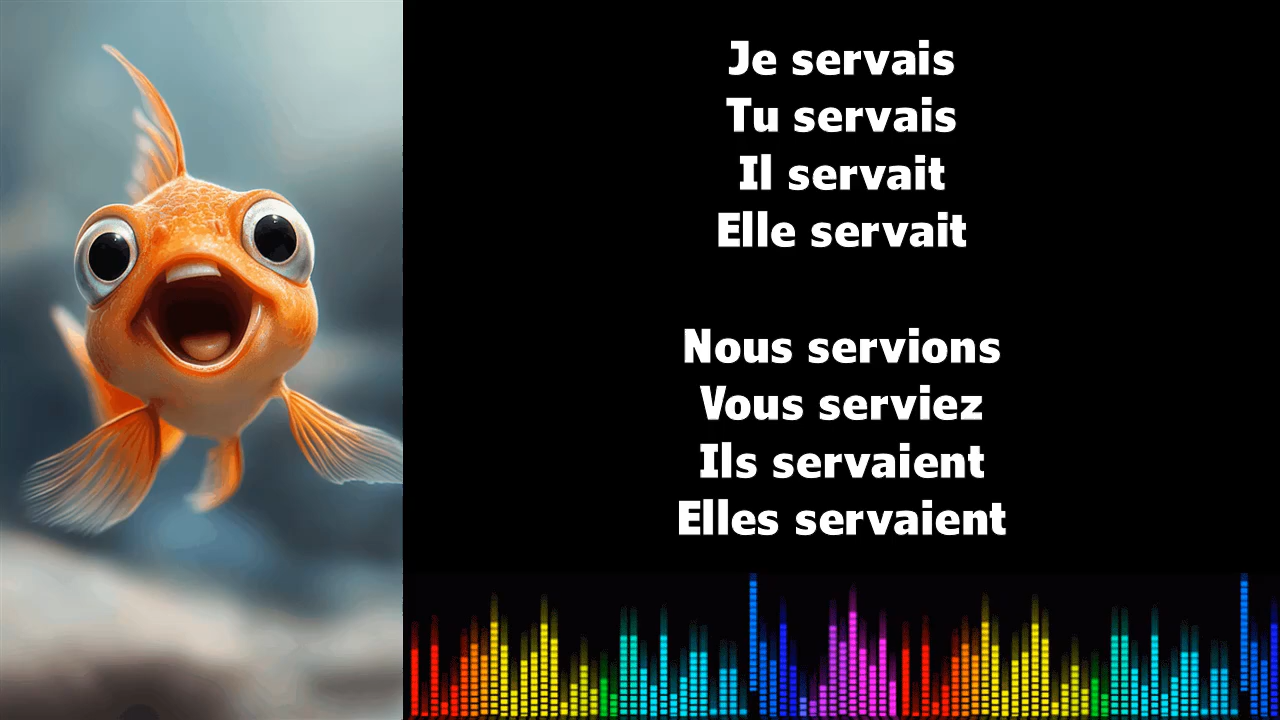 Je servais
Tu servais
Il servait
Elle servait
Nous servions
Vous serviez
Ils servaient
Elles servaient